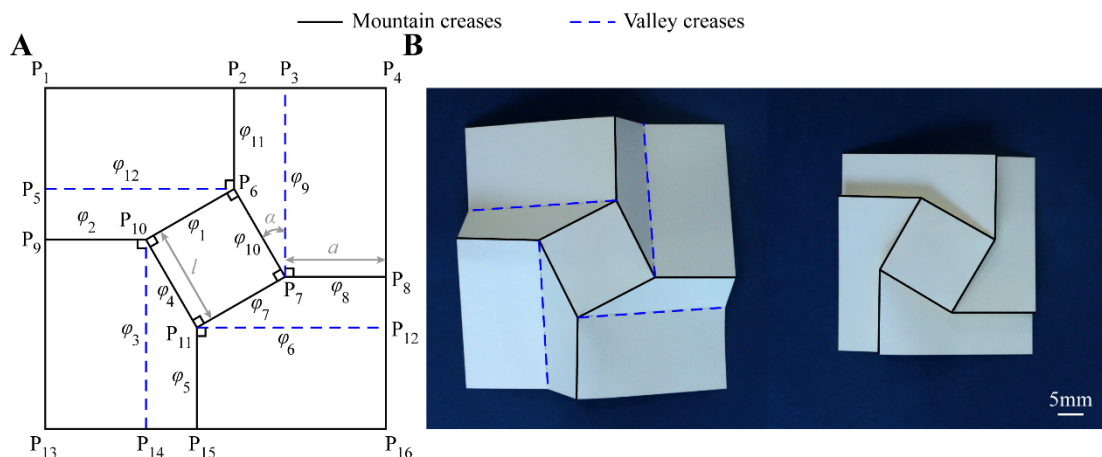 Mountain creases Valley creases
A B
P1 P2 P3 P4
φ11
φ12 φ9
P5 P6
α
φ2 P10 φ1 φ10 a
P9
l P7 φ8 P8
φ4 φ7
φ3 P11 φ6 P12
φ5
P13 P14 P15 P16
5mm